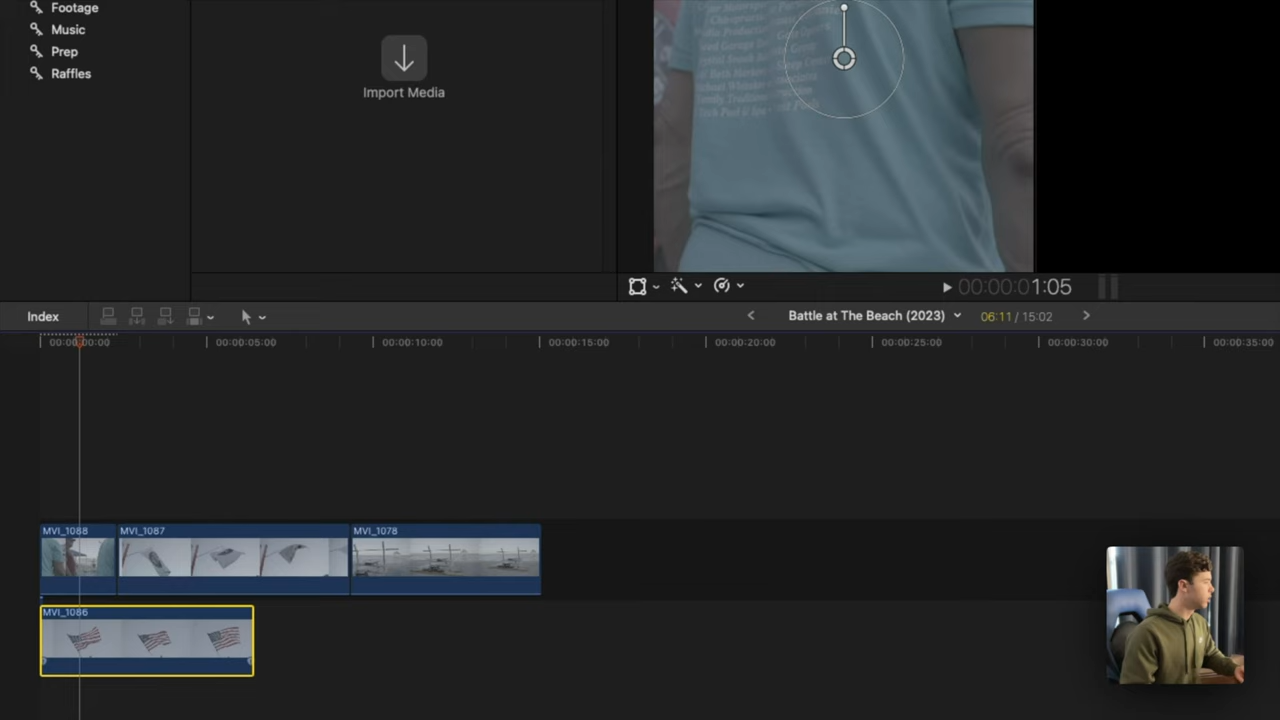 Footage
Music
Prep
Raffles
Import Media
00:00:01:05
Index
Battle at The Beach (2023)
06:11 / 15:02
00:00:00:00
00:00:05:00
00:00:10:00
00:00:15:00
00:00:20:00
00:00:25:00
00:00:30:00
00:00:35:00
MVI_1088
MVI_1087
MVI_1078
MVI_1086